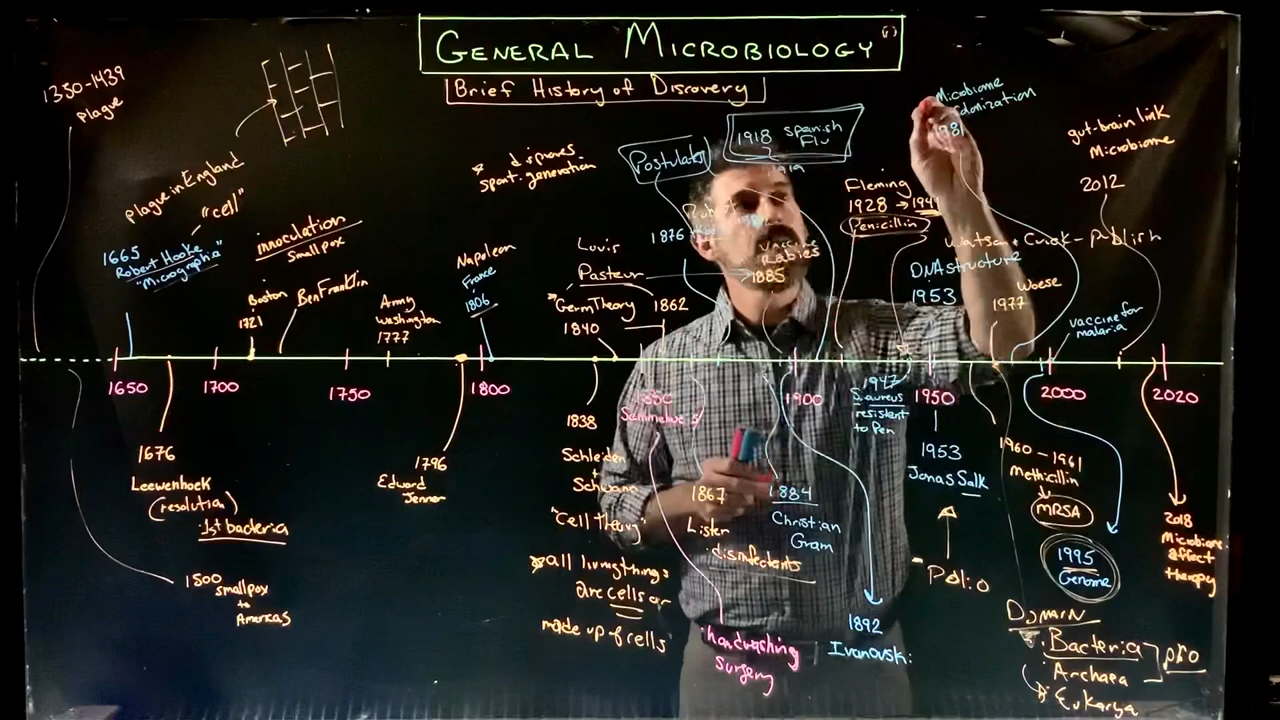 GENERAL MICROBIOLOGY (1)
Brief History of Discovery
1350-1439
plague
plague in England
"cell"
1665
Robert Hooke
"Micrographia"
innoculation
smallpox
Boston
1721
Ben Franklin
Army
Washington
1777
Napoleon
France
1806
* disproves
spont. generation
Louis
Pasteur
Germ Theory
1840
1862
Postulates
1876
1918 Spanish
Flu
1919
Vaccine
Rabies
1885
Fleming
1928 → 1941
Penicillin
Microbiome
1981
Watson + Crick - Publish
DNA structure
1953
1977
Woese
gut-brain link
Microbiome
2012
vaccine for
malaria
1650
1700
1750
1800
1900
1950
2000
2020
1676
Leewenhoek
(resolution)
1st bacteria
1500
smallpox
to
Americas
1796
Edward
Jenner
1838
Schleiden
+
Schwann
"Cell Theory"
* all living things
are cells or
made up of cells
Semmelweis
handwashing
surgery
1867
Lister
disinfectants
1884
Christian
Gram
1892
Ivanovski
1947
S. aureus
resistent
to Pen
1953
Jonas Salk
Polio
1960 - 1961
Methicillin
MRSA
1995
Genome
DOMAIN
Bacteria
Archaea
Eukarya
pro
2018
Microbiome
affect
therapy